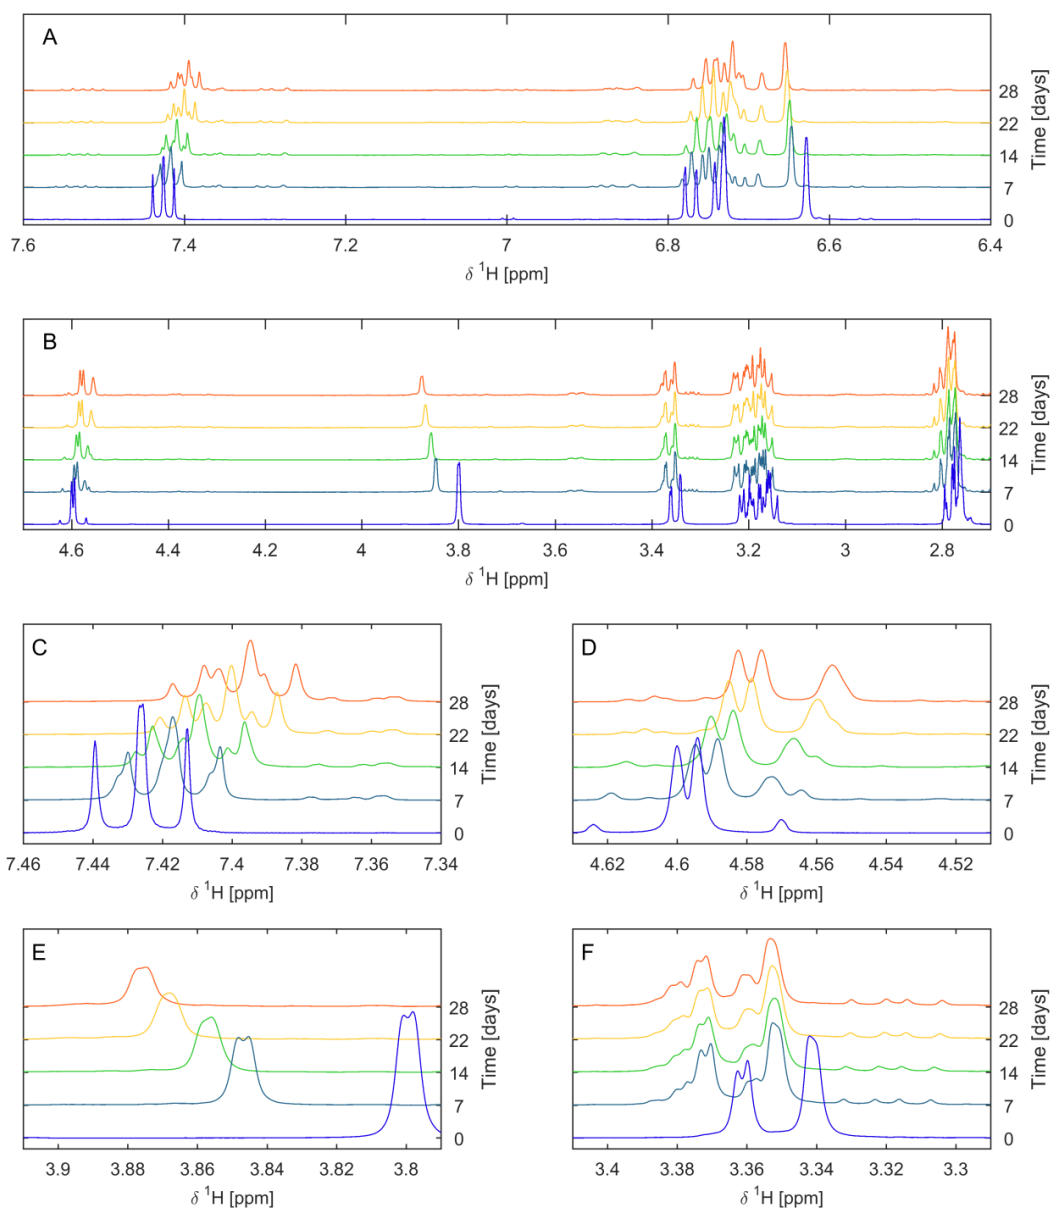 A
28
22
14
7
0
Time [days]
7.6 7.4 7.2 7 6.8 6.6 6.4
δ ¹H [ppm]
B
28
22
14
7
0
Time [days]
4.6 4.4 4.2 4 3.8 3.6 3.4 3.2 3 2.8
δ ¹H [ppm]
C
28
22
14
7
0
Time [days]
7.46 7.44 7.43 7.42 7.4 7.38 7.36 7.34
δ ¹H [ppm]
D
28
22
14
7
0
Time [days]
4.62 4.6 4.58 4.56 4.54 4.52
δ ¹H [ppm]
E
28
22
14
7
0
Time [days]
3.9 3.88 3.86 3.84 3.82 3.8
δ ¹H [ppm]
F
28
22
14
7
0
Time [days]
3.4 3.38 3.36 3.34 3.32 3.3
δ ¹H [ppm]